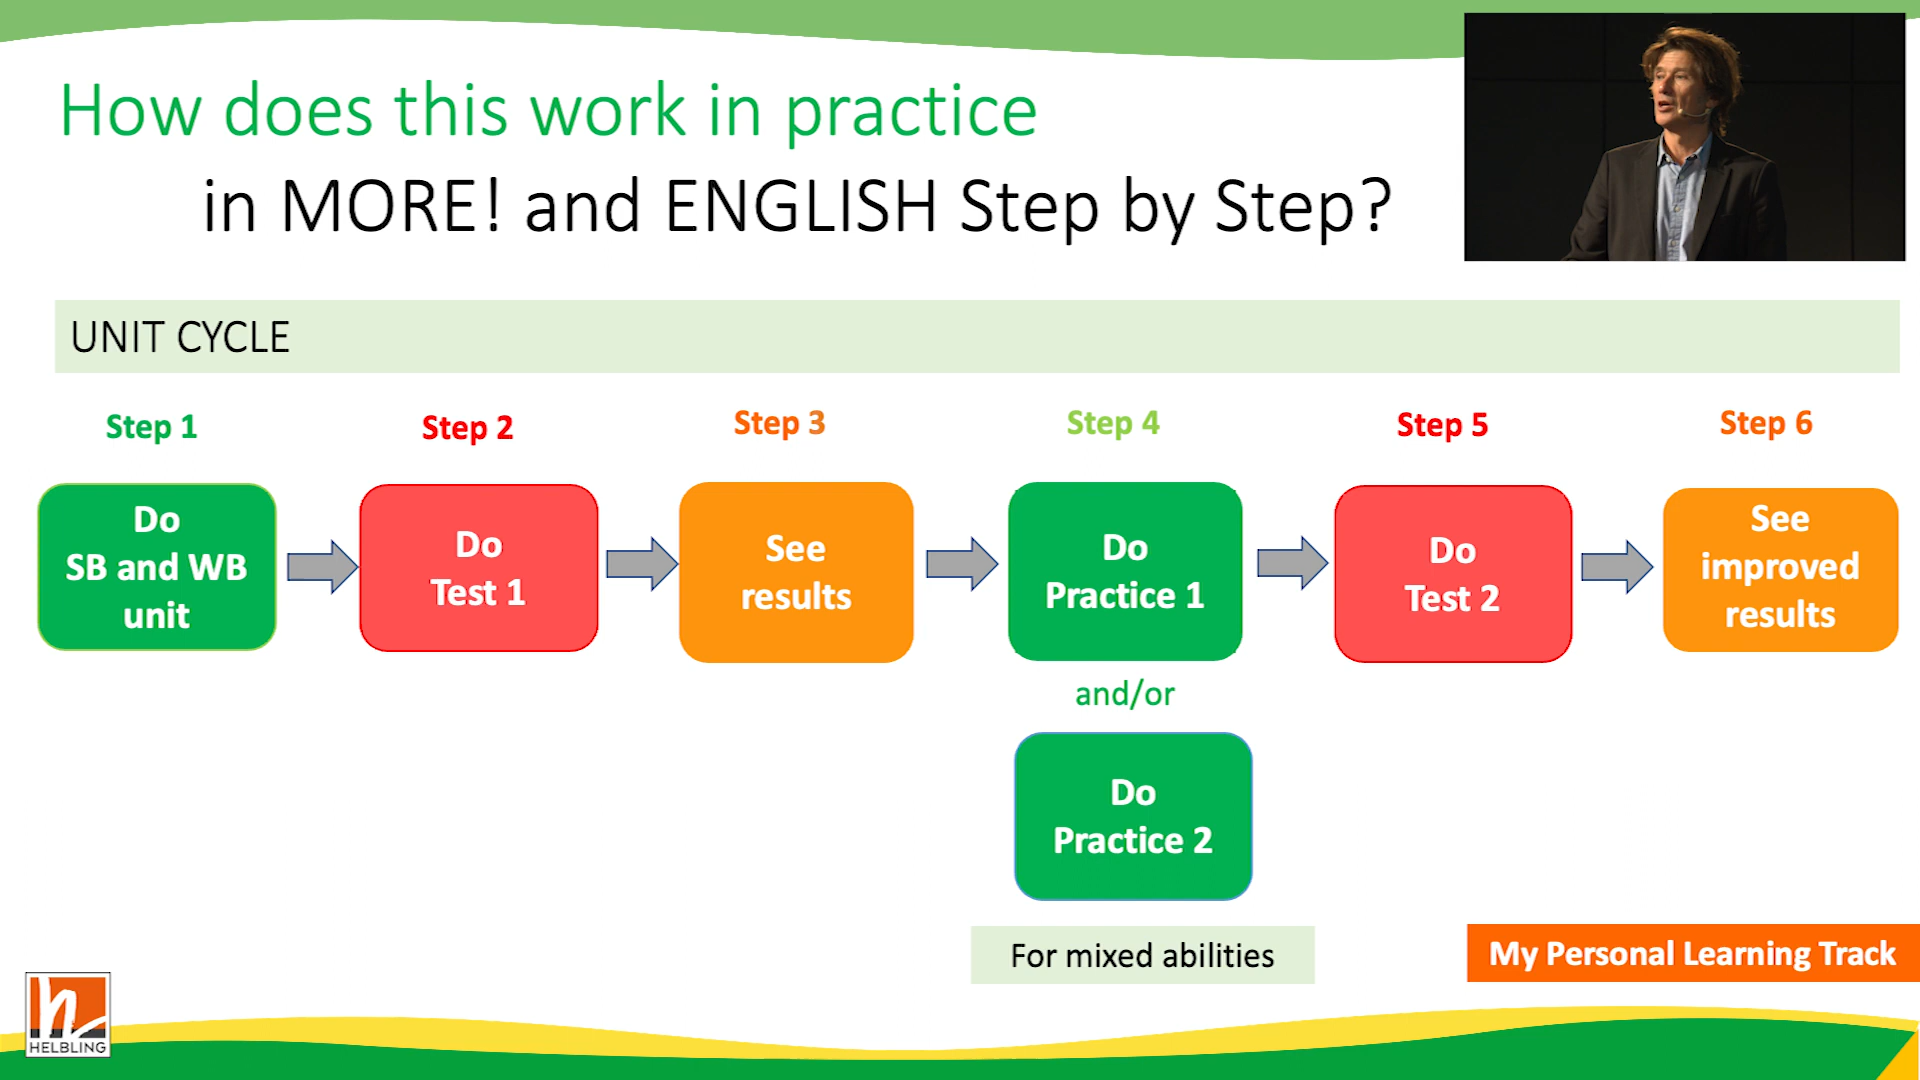 How does this work in practice
in MORE! and ENGLISH Step by Step?
UNIT CYCLE
Step 1
Step 2
Step 3
Step 4
Step 5
Step 6
Do
SB and WB
unit
Do
Test 1
See
results
Do
Practice 1
Do
Test 2
See
improved
results
and/or
Do
Practice 2
For mixed abilities
My Personal Learning Track
h
HELBLING